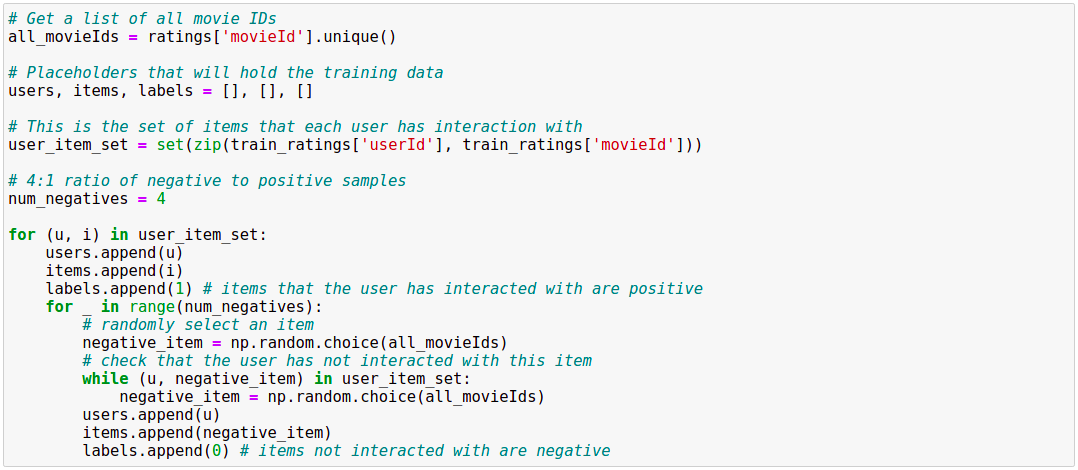 # Get a list of all movie IDs
all_movieIds = ratings['movieId'].unique()

# Placeholders that will hold the training data
users, items, labels = [], [], []

# This is the set of items that each user has interaction with
user_item_set = set(zip(train_ratings['userId'], train_ratings['movieId']))

# 4:1 ratio of negative to positive samples
num_negatives = 4

for (u, i) in user_item_set:
    users.append(u)
    items.append(i)
    labels.append(1) # items that the user has interacted with are positive
    for _ in range(num_negatives):
        # randomly select an item
        negative_item = np.random.choice(all_movieIds)
        # check that the user has not interacted with this item
        while (u, negative_item) in user_item_set:
            negative_item = np.random.choice(all_movieIds)
        users.append(u)
        items.append(negative_item)
        labels.append(0) # items not interacted with are negative